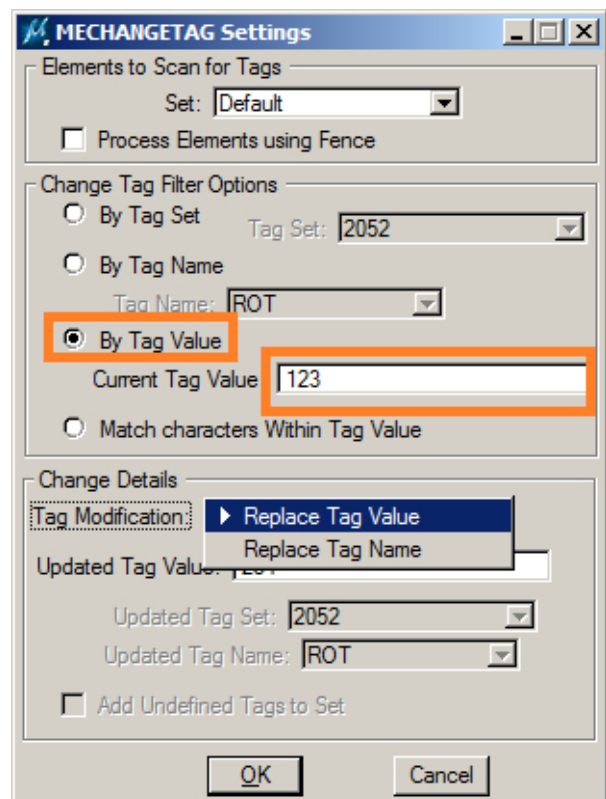 MECHANGETAG Settings
Elements to Scan for Tags
Set: Default
Process Elements using Fence
Change Tag Filter Options
By Tag Set Tag Set: 2052
By Tag Name
Tag Name: ROT
By Tag Value
Current Tag Value 123
Match characters Within Tag Value
Change Details
Tag Modification: Replace Tag Value
Replace Tag Name
Updated Tag Value:
Updated Tag Set: 2052
Updated Tag Name: ROT
Add Undefined Tags to Set
OK Cancel